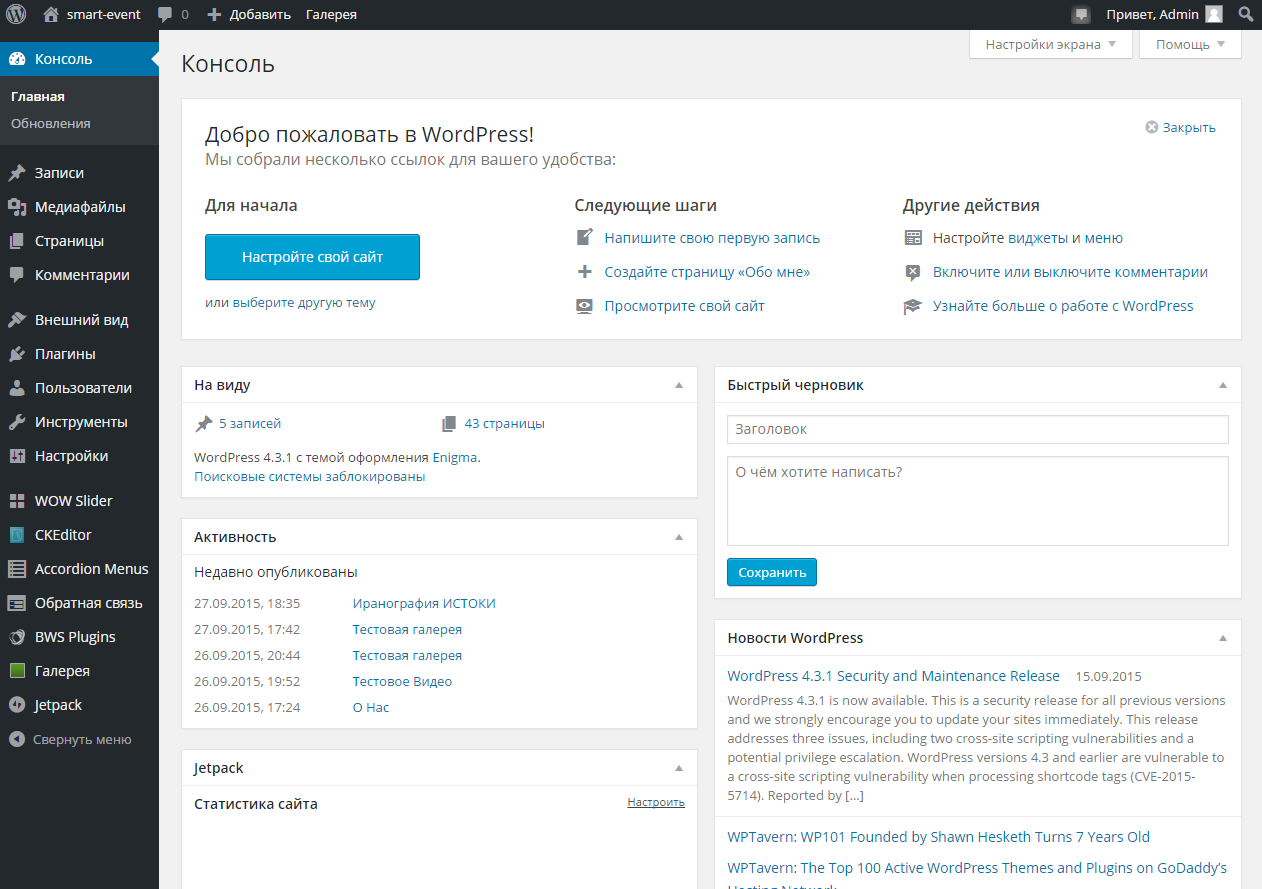 smart-event 0 Добавить Галерея Привет, Admin
Консоль
Главная
Обновления
Записи
Медиафайлы
Страницы
Комментарии
Внешний вид
Плагины
Пользователи
Инструменты
Настройки
WOW Slider
CKEditor
Accordion Menus
Обратная связь
BWS Plugins
Галерея
Jetpack
Свернуть меню
Настройки экрана Помощь
Консоль
Добро пожаловать в WordPress!
Закрыть
Мы собрали несколько ссылок для вашего удобства:
Для начала
Настройте свой сайт
или выберите другую тему
Следующие шаги
Напишите свою первую запись
Создайте страницу «Обо мне»
Просмотрите свой сайт
Другие действия
Настройте виджеты и меню
Включите или выключите комментарии
Узнайте больше о работе с WordPress
На виду
5 записей 43 страницы
WordPress 4.3.1 с темой оформления Enigma.
Поисковые системы заблокированы
Активность
Недавно опубликованы
27.09.2015, 18:35 Иранография ИСТОКИ
27.09.2015, 17:42 Тестовая галерея
26.09.2015, 20:44 Тестовая галерея
26.09.2015, 19:52 Тестовое Видео
26.09.2015, 17:24 О Нас
Jetpack
Статистика сайта Настроить
Быстрый черновик
Заголовок
О чём хотите написать?
Сохранить
Новости WordPress
WordPress 4.3.1 Security and Maintenance Release 15.09.2015
WordPress 4.3.1 is now available. This is a security release for all previous versions
and we strongly encourage you to update your sites immediately. This release
addresses three issues, including two cross-site scripting vulnerabilities and a
potential privilege escalation. WordPress versions 4.3 and earlier are vulnerable to
a cross-site scripting vulnerability when processing shortcode tags (CVE-2015-
5714). Reported by […]
WPTavern: WP101 Founded by Shawn Hesketh Turns 7 Years Old
WPTavern: The Top 100 Active WordPress Themes and Plugins on GoDaddy’s
Hosting Network